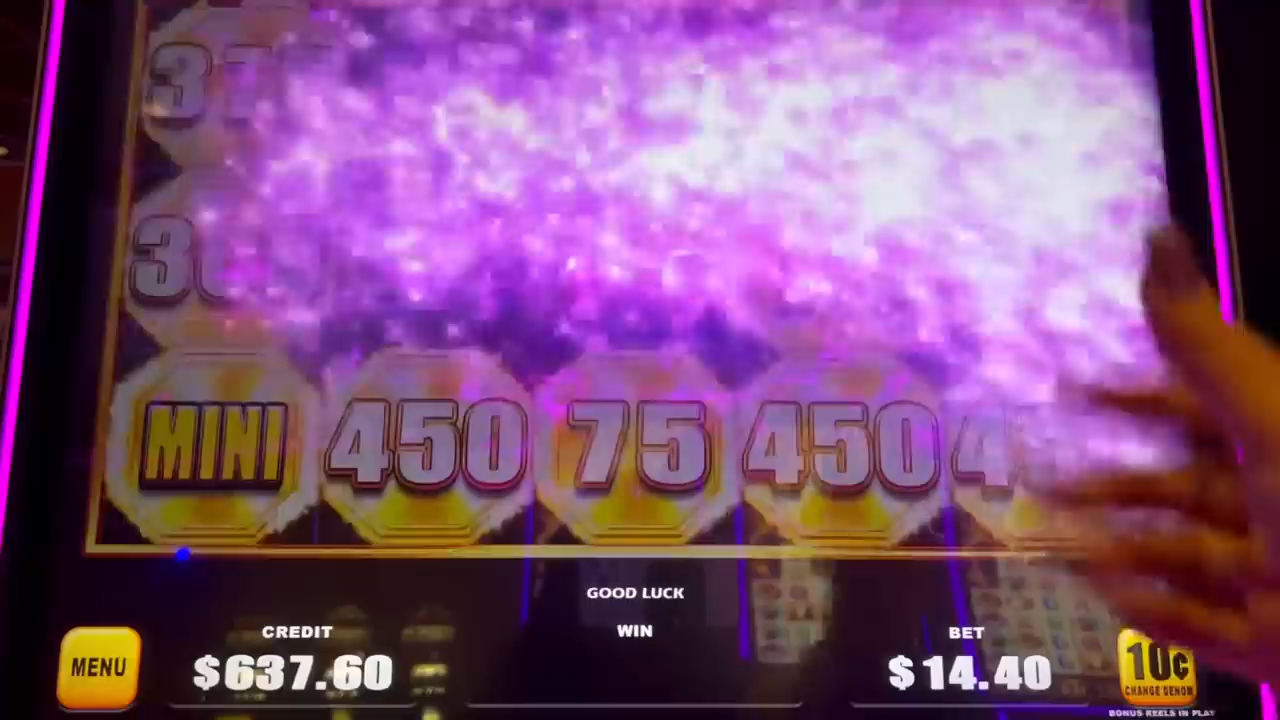 MINI 450 75 450
GOOD LUCK
CREDIT WIN BET
MENU $637.60 $14.40 10¢
CHANGE DENOM
BONUS REELS IN PLAY